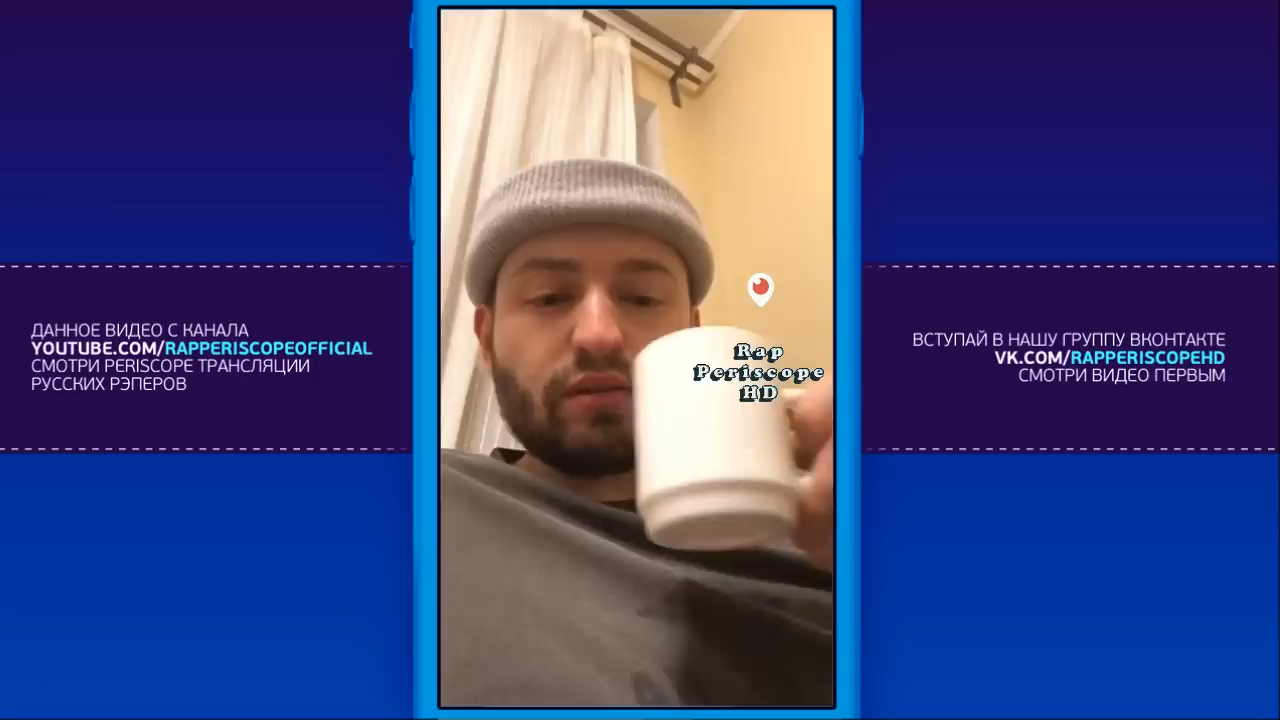 ДАННОЕ ВИДЕО С КАНАЛА
YOUTUBE.COM/RAPPERISCOPEOFFICIAL
СМОТРИ PERISCOPE ТРАНСЛЯЦИИ
РУССКИХ РЭПЕРОВ
Rap
Periscope
HD
ВСТУПАЙ В НАШУ ГРУППУ ВКОНТАКТЕ
VK.COM/RAPPERISCOPEHD
СМОТРИ ВИДЕО ПЕРВЫМ